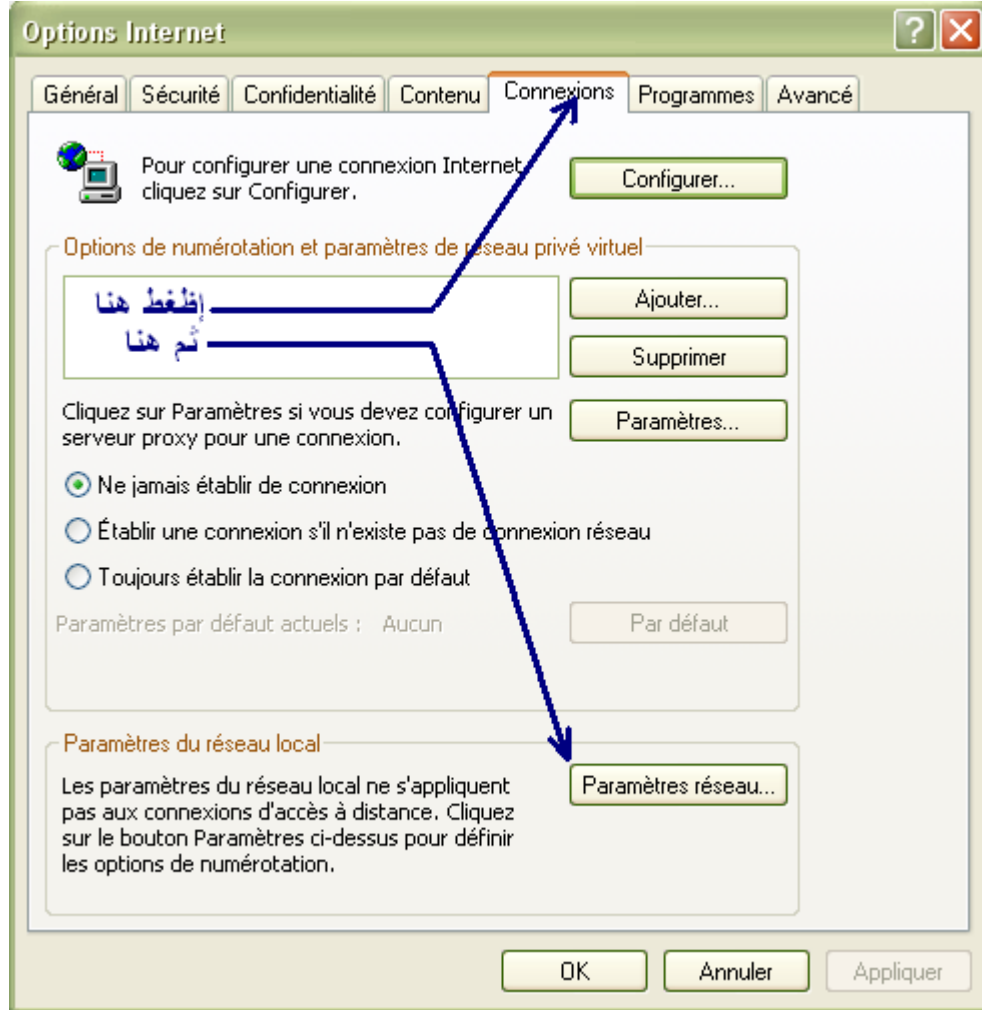 Options Internet
Général Sécurité Confidentialité Contenu Connexions Programmes Avancé
Pour configurer une connexion Internet,
cliquez sur Configurer.
Configurer...
Options de numérotation et paramètres de réseau privé virtuel
إظغط هنا
ثم هنا
Ajouter...
Supprimer
Cliquez sur Paramètres si vous devez configurer un
serveur proxy pour une connexion.
Paramètres...
Ne jamais établir de connexion
Établir une connexion s'il n'existe pas de connexion réseau
Toujours établir la connexion par défaut
Paramètres par défaut actuels : Aucun
Par défaut
Paramètres du réseau local
Les paramètres du réseau local ne s'appliquent
pas aux connexions d'accès à distance. Cliquez
sur le bouton Paramètres ci-dessus pour définir
les options de numérotation.
Paramètres réseau...
OK Annuler Appliquer